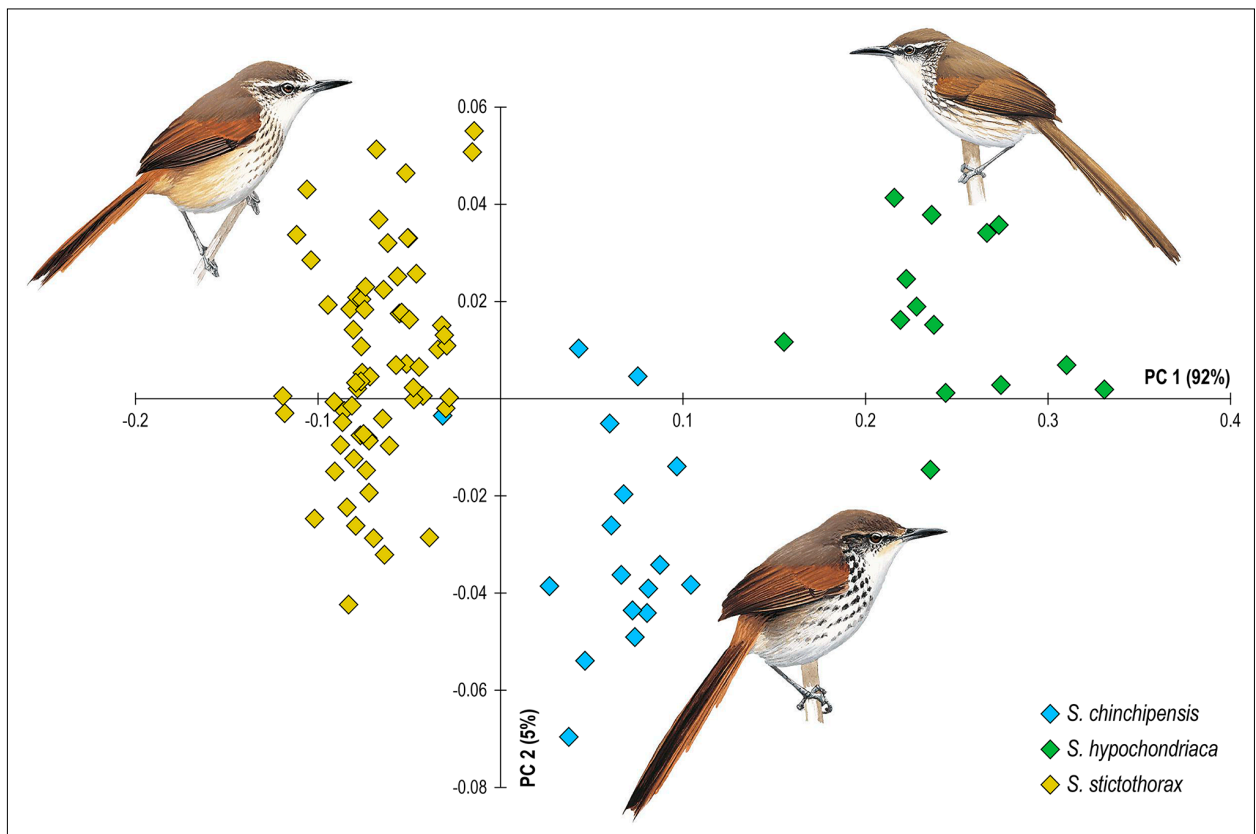 0.06
0.04
0.02
PC 1 (92%)
-0.2
-0.1
0.1
0.2
0.3
0.4
-0.02
-0.04
-0.06
-0.08
PC 2 (5%)
S. chinchipensis
S. hypochondriaca
S. stictothorax